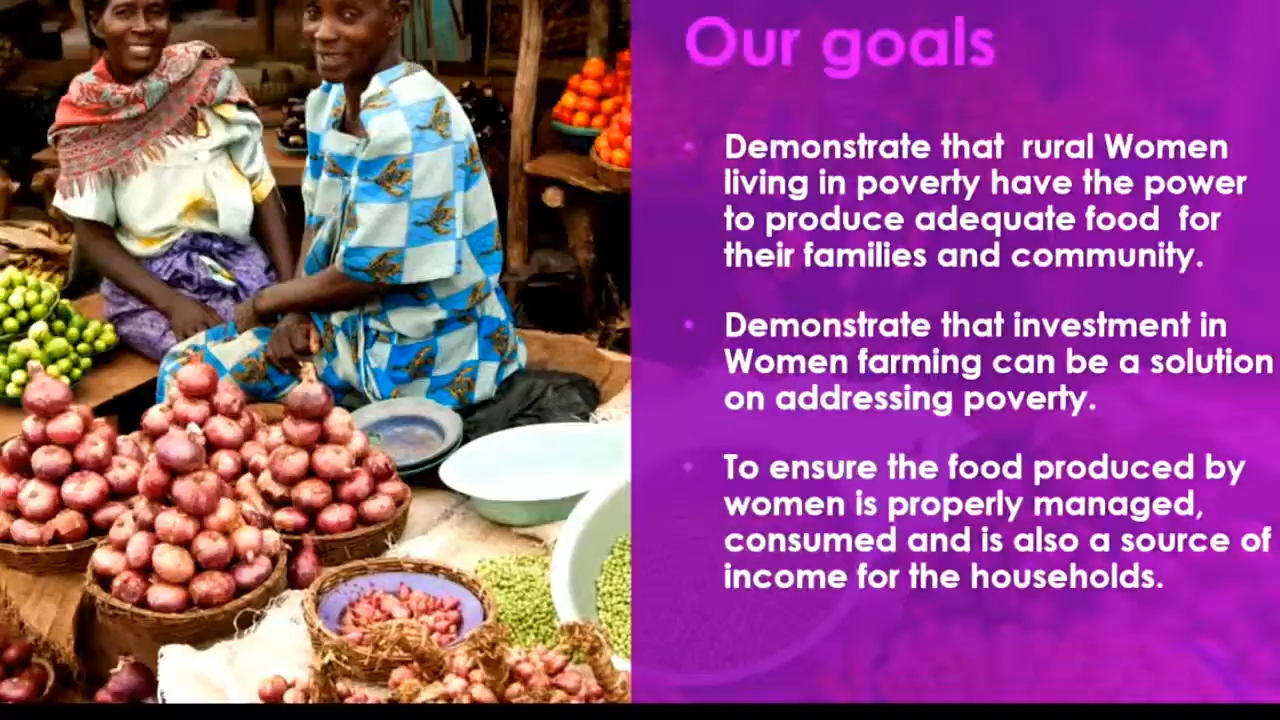 Our goals
Demonstrate that rural Women
living in poverty have the power
to produce adequate food for
their families and community.
Demonstrate that investment in
Women farming can be a solution
on addressing poverty.
To ensure the food produced by
women is properly managed,
consumed and is also a source of
income for the households.